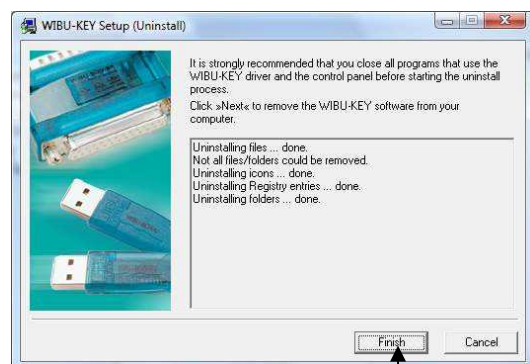 WIBU-KEY Setup (Uninstall)
It is strongly recommended that you close all programs that use the
WIBU-KEY driver and the control panel before starting the uninstall
process.
Click »Next« to remove the WIBU-KEY software from your
computer.
Uninstalling files ... done.
Not all files/folders could be removed.
Uninstalling icons ... done.
Uninstalling Registry entries ... done.
Uninstalling folders ... done.
Finish
Cancel